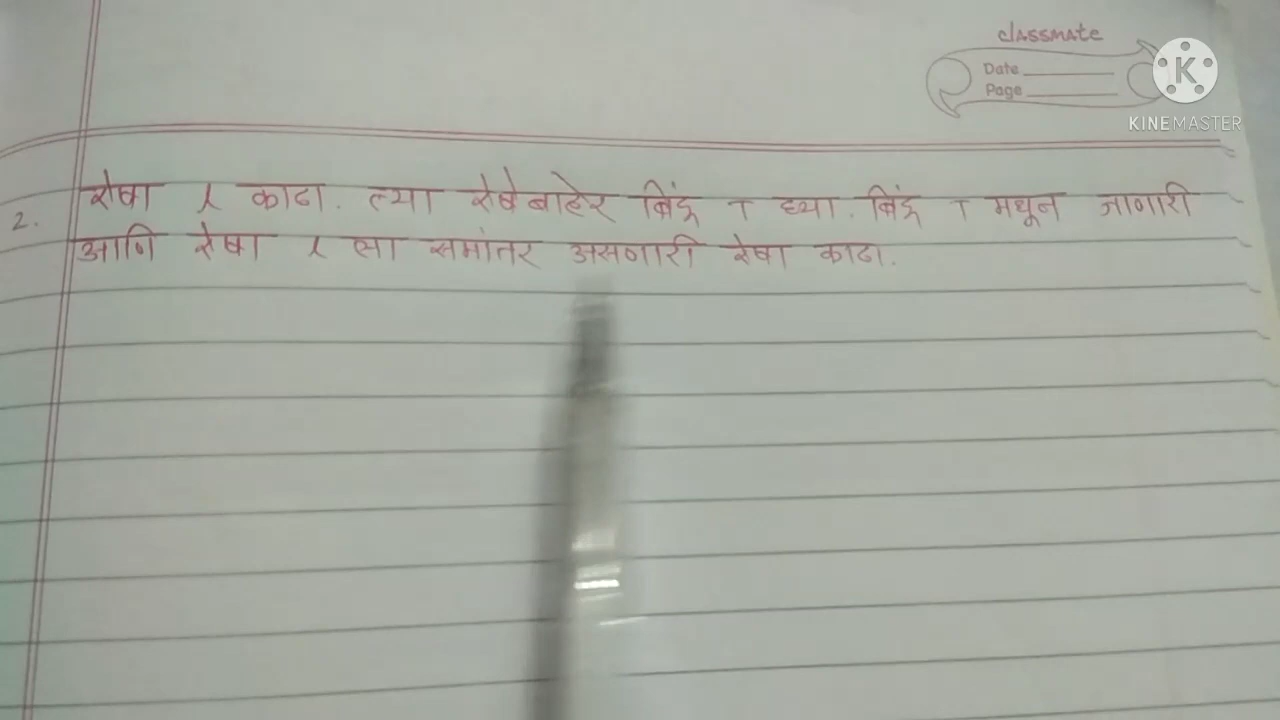 classmate
Date
Page
K
KINEMASTER
2. रेषा l काढा. त्या रेषेबाहेर बिंदू T घ्या. बिंदू T मधून जाणारी
आणि रेषा l ला समांतर असणारी रेषा काढा.